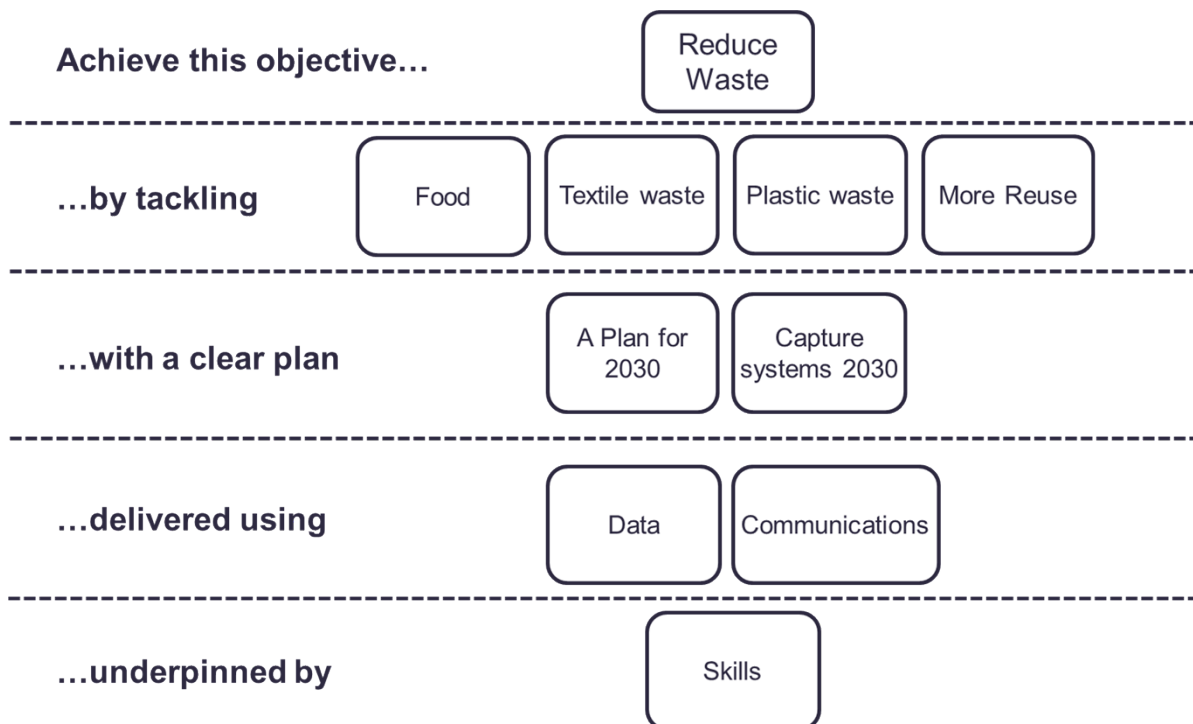 Achieve this objective…
Reduce
Waste
…by tackling
Food
Textile waste
Plastic waste
More Reuse
…with a clear plan
A Plan for
2030
Capture
systems 2030
…delivered using
Data
Communications
…underpinned by
Skills